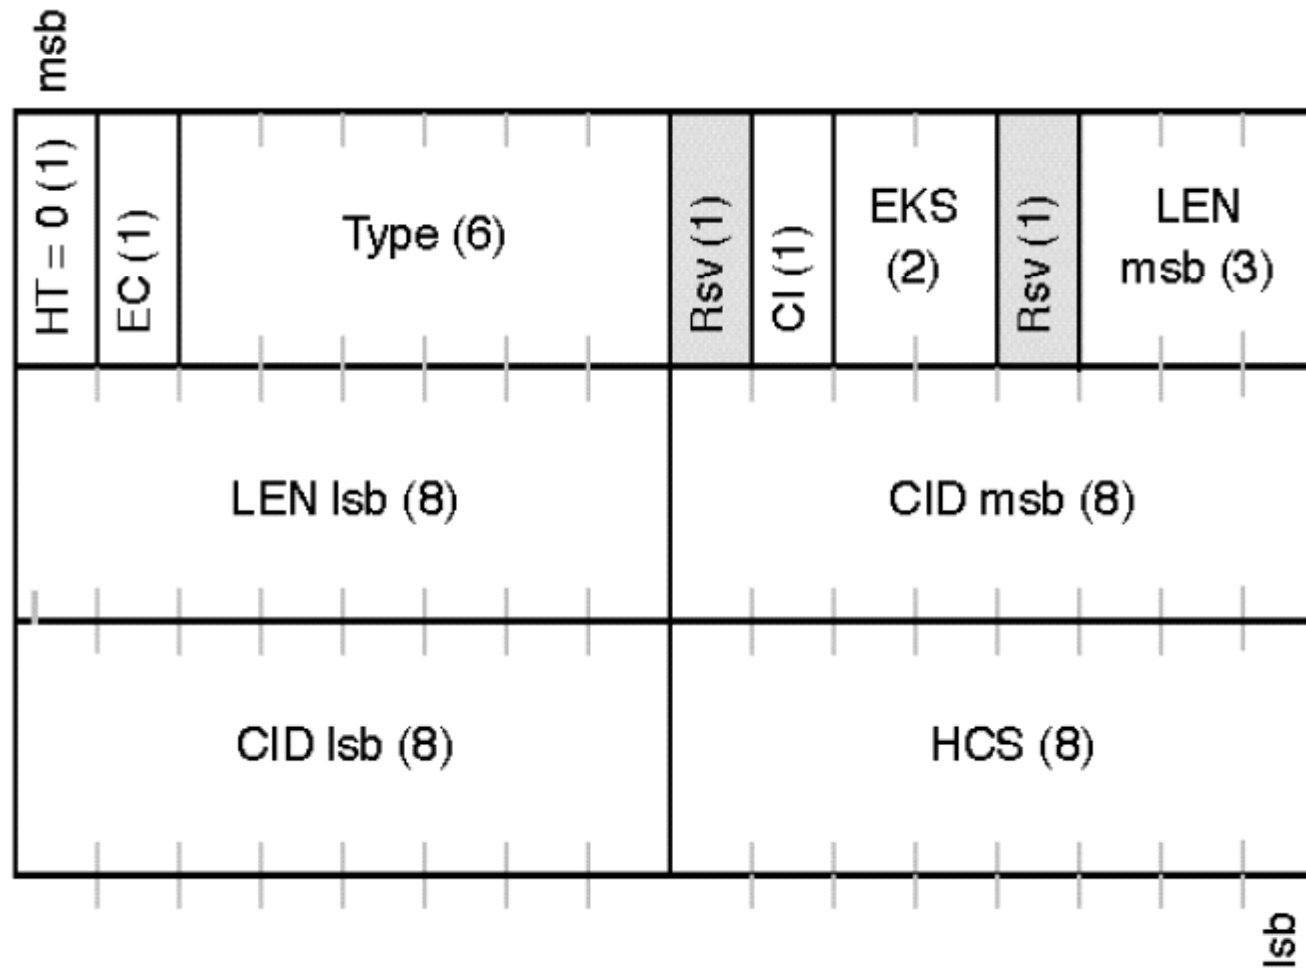 msb
HT = 0 (1)
EC (1)
Type (6)
Rsv (1)
CI (1)
EKS
(2)
Rsv (1)
LEN
msb (3)
LEN lsb (8)
CID msb (8)
CID lsb (8)
HCS (8)
lsb